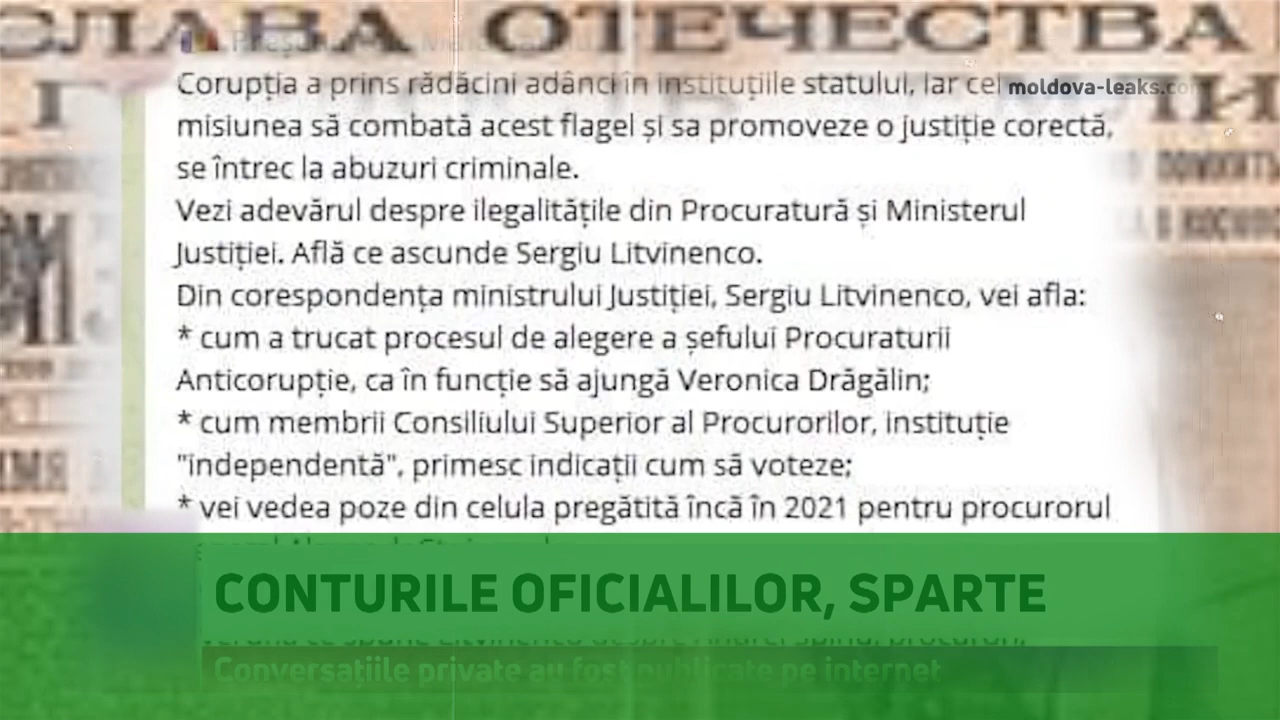 СЛАВА ОТЕЧЕСТВА
Corupția a prins rădăcini adânci în instituțiile statului, iar cei
moldova-leaks.com
misiunea să combată acest flagel și sa promoveze o justiție corectă,
se întrec la abuzuri criminale.
Vezi adevărul despre ilegalitățile din Procuratură și Ministerul
Justiției. Află ce ascunde Sergiu Litvinenco.
Din corespondența ministrului Justiției, Sergiu Litvinenco, vei afla:
* cum a trucat procesul de alegere a șefului Procuraturii
Anticorupție, ca în funcție să ajungă Veronica Drăgălin;
* cum membrii Consiliului Superior al Procurorilor, instituție
"independentă", primesc indicații cum să voteze;
* vei vedea poze din celula pregătită încă în 2021 pentru procurorul
CONTURILE OFICIALILOR, SPARTE
Conversațiile private au fost publicate pe internet